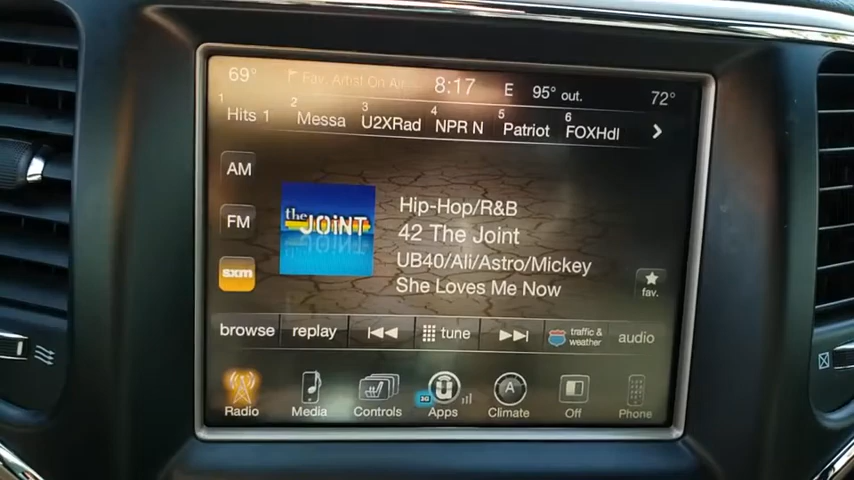 69° Fav. Artist On Air 8:17 E 95° out. 72°
1 Hits 1 2 Messa 3 U2XRad 4 NPR N 5 Patriot 6 FOXHdl
AM
FM
sxm
the JOINT
Hip-Hop/R&B
42 The Joint
UB40/Ali/Astro/Mickey
She Loves Me Now
fav.
browse replay tune traffic & weather audio
Radio Media Controls 3G Apps A Climate Off Phone